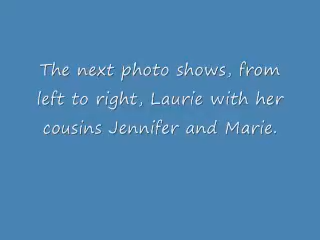 The next photo shows, from
left to right, Laurie with her
cousins Jennifer and Marie.